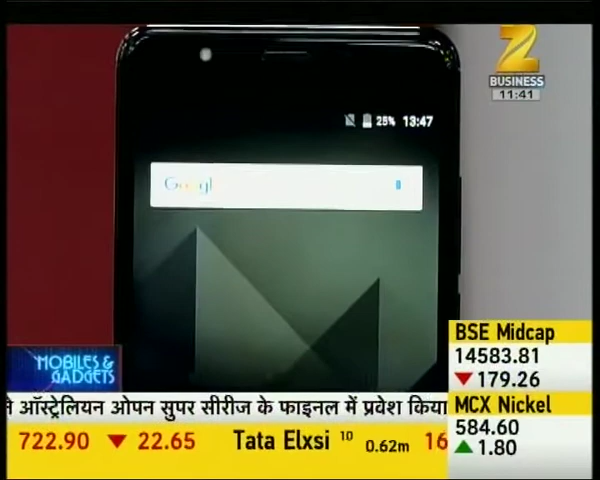 Z
BUSINESS
11:41
25% 13:47
Google
BSE Midcap
14583.81
▼ 179.26
MOBILES &
GADGETS
ऑस्ट्रेलियन ओपन सुपर सीरीज के फाइनल में प्रवेश किया
MCX Nickel
584.60
▲ 1.80
722.90 ▼ 22.65 Tata Elxsi 10 0.62m 16